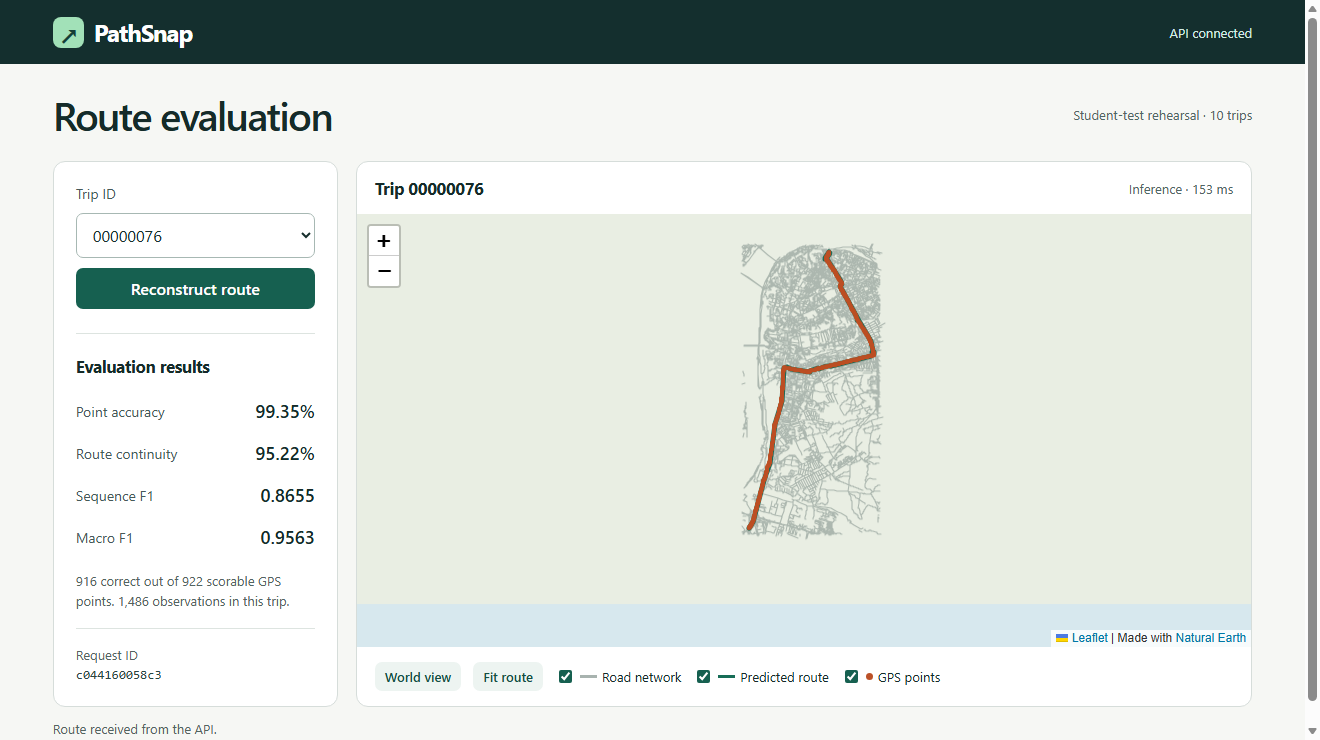 PathSnap
API connected
Route evaluation
Student-test rehearsal · 10 trips
Trip ID
00000076
Reconstruct route
Evaluation results
Point accuracy 99.35%
Route continuity 95.22%
Sequence F1 0.8655
Macro F1 0.9563
916 correct out of 922 scorable GPS
points. 1,486 observations in this trip.
Request ID
c044160058c3
Trip 00000076
Inference · 153 ms
+
−
Leaflet | Made with Natural Earth
World view Fit route Road network Predicted route GPS points
Route received from the API.